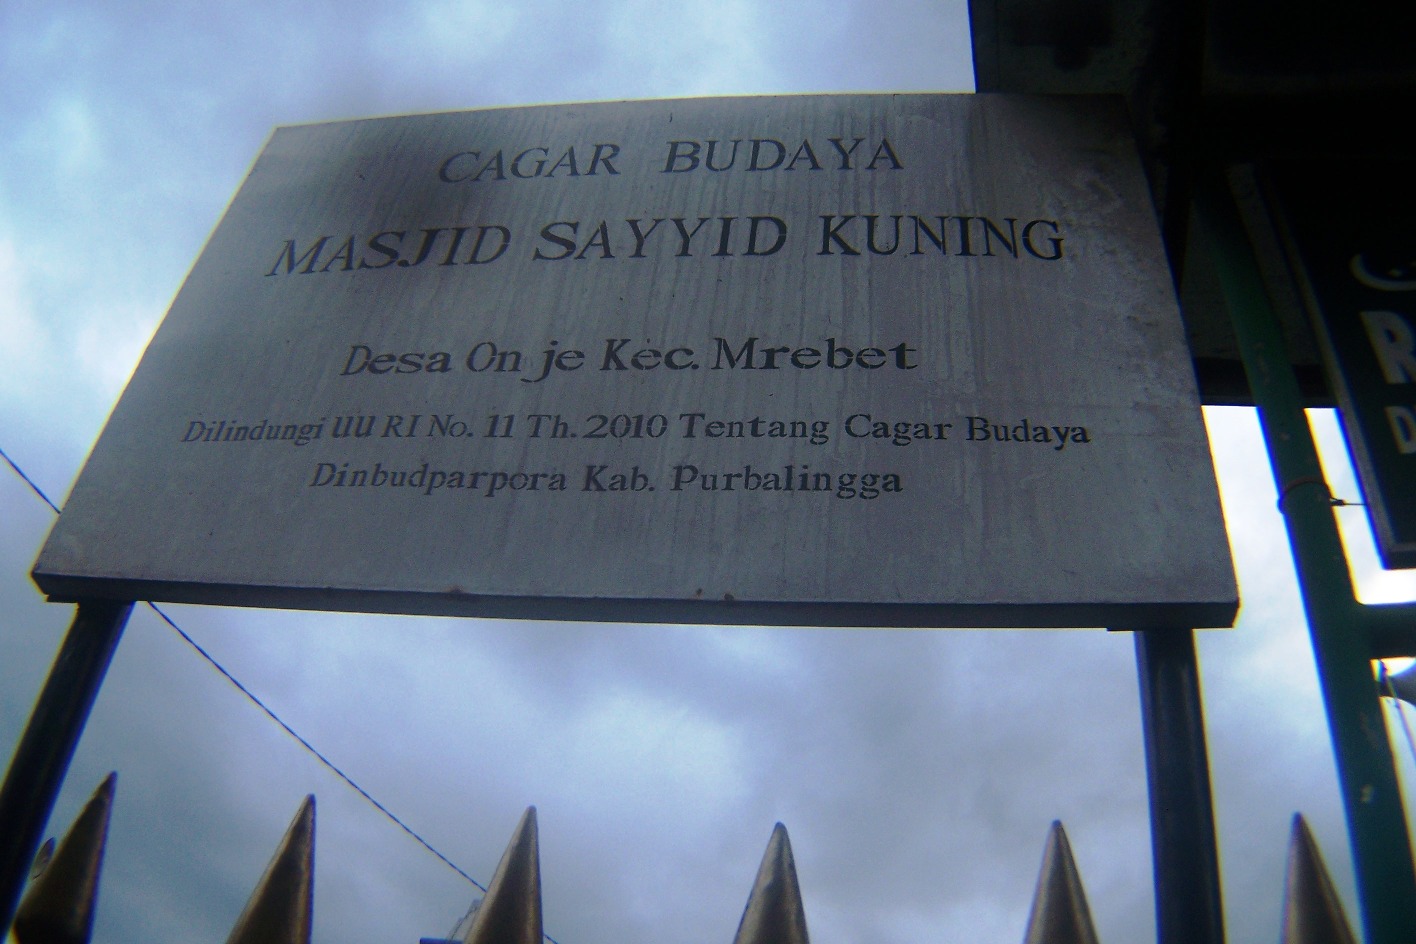 CAGAR BUDAYA
MASJID SAYYID KUNING
Desa Onje Kec. Mrebet
Dilindungi UU RI No. 11 Th. 2010 Tentang Cagar Budaya
Dinbudparpora Kab. Purbalingga